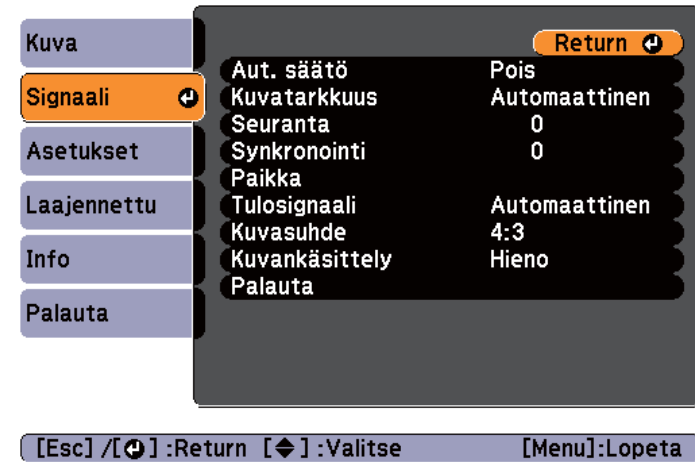 Kuva
Signaali
Asetukset
Laajennettu
Info
Palauta
Return
Aut. säätö Pois
Kuvatarkkuus Automaattinen
Seuranta 0
Synkronointi 0
Paikka
Tulosignaali Automaattinen
Kuvasuhde 4:3
Kuvankäsittely Hieno
Palauta
[Esc] /[ ] :Return [ ] :Valitse [Menu]:Lopeta